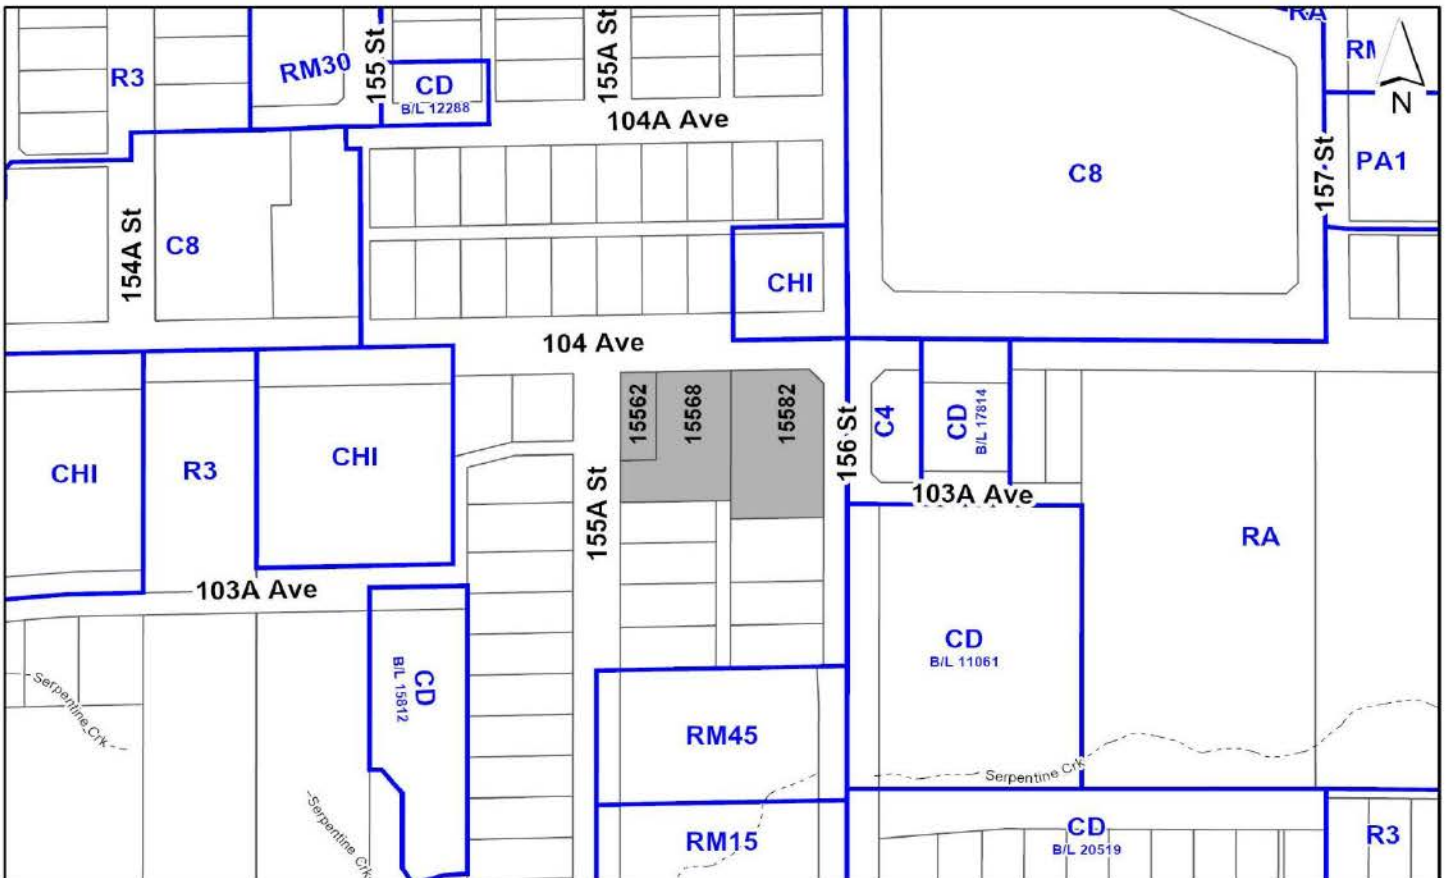 RA
R3
RM30
155 St
CD
B/L 12288
155A St
RM
N
104A Ave
154A St
C8
C8
157 St
PA1
CHI
104 Ave
15562
15568
15582
156 St
C4
CD
B/L 17814
CHI
R3
CHI
155A St
103A Ave
RA
103A Ave
CD
B/L 15812
CD
B/L 11061
Serpentine Crk
RM45
Serpentine Crk
Serpentine Crk
RM15
CD
B/L 20519
R3